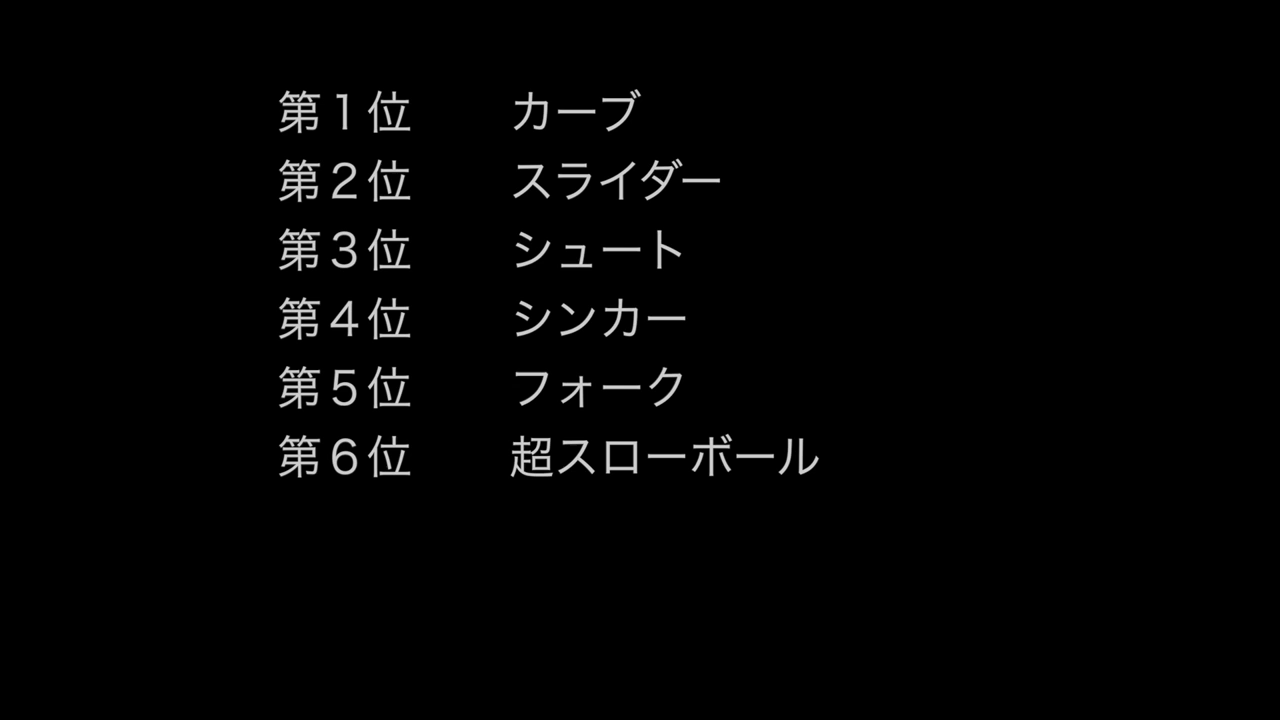 第１位　　カーブ
第２位　　スライダー
第３位　　シュート
第４位　　シンカー
第５位　　フォーク
第６位　　超スローボール